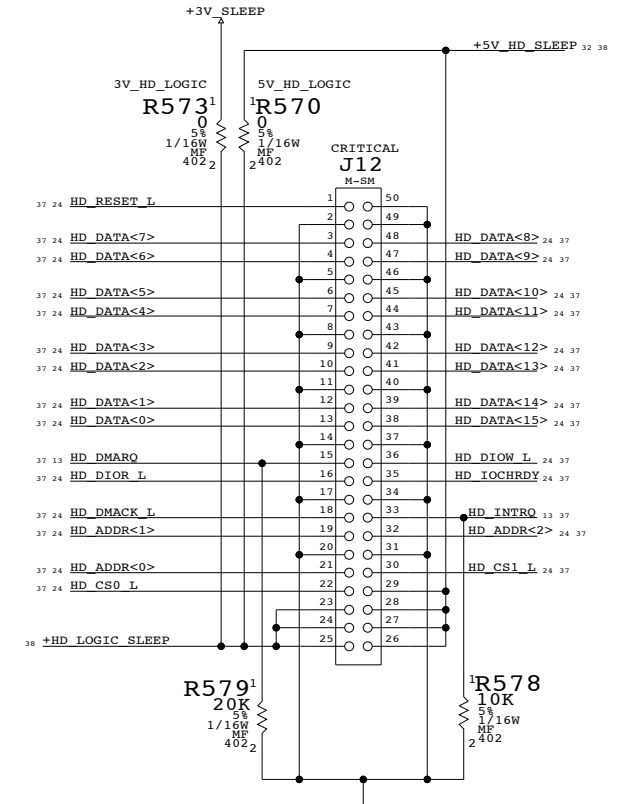 +3V_SLEEP
+5V_HD_SLEEP 32 38
3V_HD_LOGIC 5V_HD_LOGIC
R573 1 1 R570
0 0
5% 5%
1/16W 1/16W
MF MF
402 2 2 402
CRITICAL
J12
M-SM
37 24 HD_RESET_L 1 50
2 49
37 24 HD_DATA<7> 3 48 HD_DATA<8> 24 37
37 24 HD_DATA<6> 4 47 HD_DATA<9> 24 37
5 46
37 24 HD_DATA<5> 6 45 HD_DATA<10> 24 37
37 24 HD_DATA<4> 7 44 HD_DATA<11> 24 37
8 43
37 24 HD_DATA<3> 9 42 HD_DATA<12> 24 37
37 24 HD_DATA<2> 10 41 HD_DATA<13> 24 37
11 40
37 24 HD_DATA<1> 12 39 HD_DATA<14> 24 37
37 24 HD_DATA<0> 13 38 HD_DATA<15> 24 37
14 37
37 13 HD_DMARQ 15 36 HD_DIOW_L 24 37
37 24 HD_DIOR_L 16 35 HD_IOCHRDY 24 37
17 34
37 24 HD_DMACK_L 18 33 HD_INTRQ 13 37
37 24 HD_ADDR<1> 19 32 HD_ADDR<2> 24 37
20 31
37 24 HD_ADDR<0> 21 30 HD_CS1_L 24 37
37 24 HD_CS0_L 22 29
23 28
24 27
38 +HD_LOGIC_SLEEP 25 26
R579 1 1 R578
20K 10K
5% 5%
1/16W 1/16W
MF MF
402 2 2 402